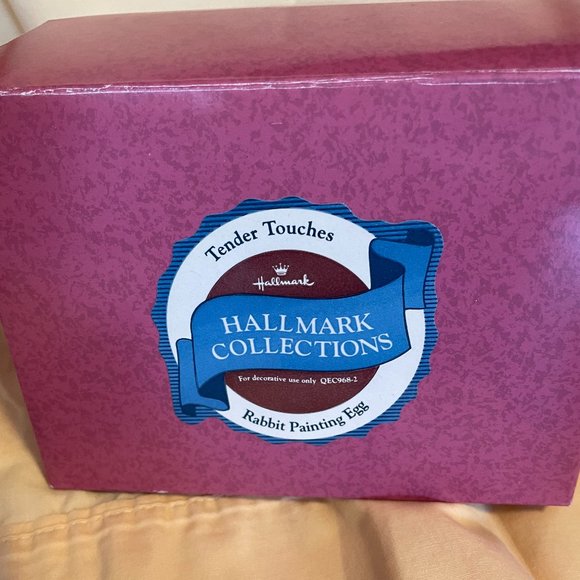 Tender Touches
Hallmark
HALLMARK
COLLECTIONS
For decorative use only QEC968-2
Rabbit Painting Egg